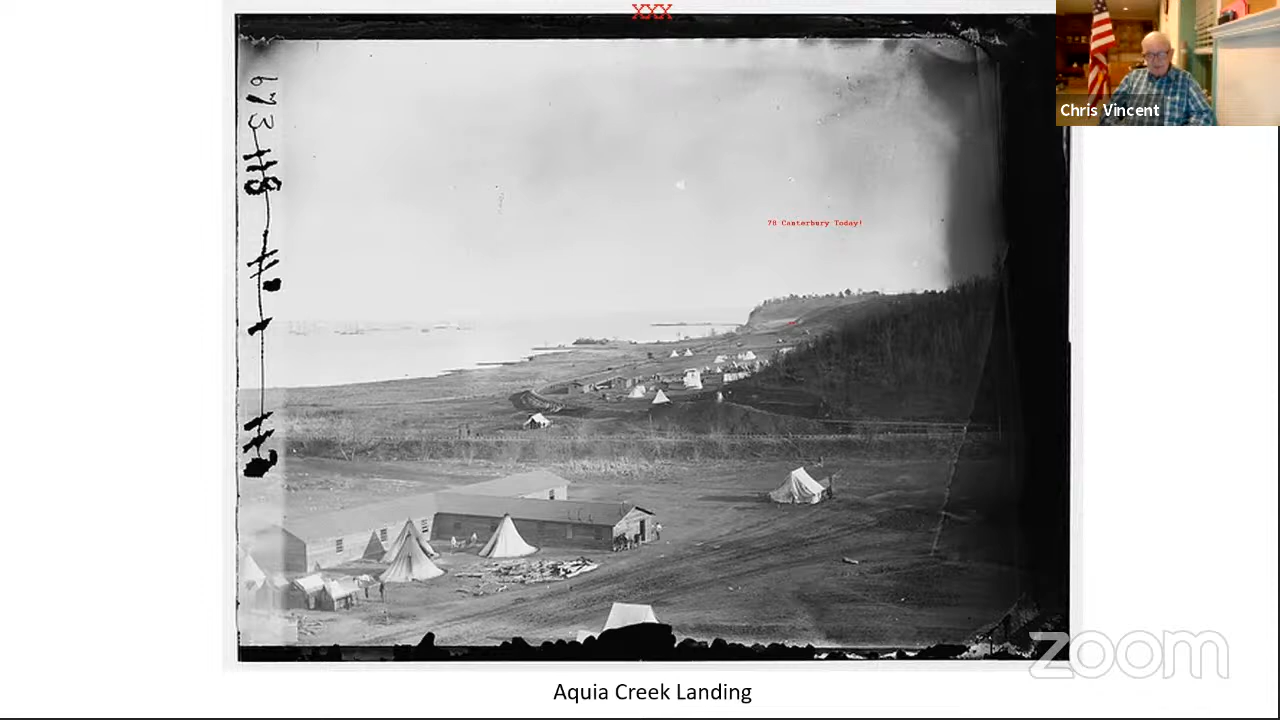 XXX
Chris Vincent
78 Canterbury Today!
zoom
Aquia Creek Landing